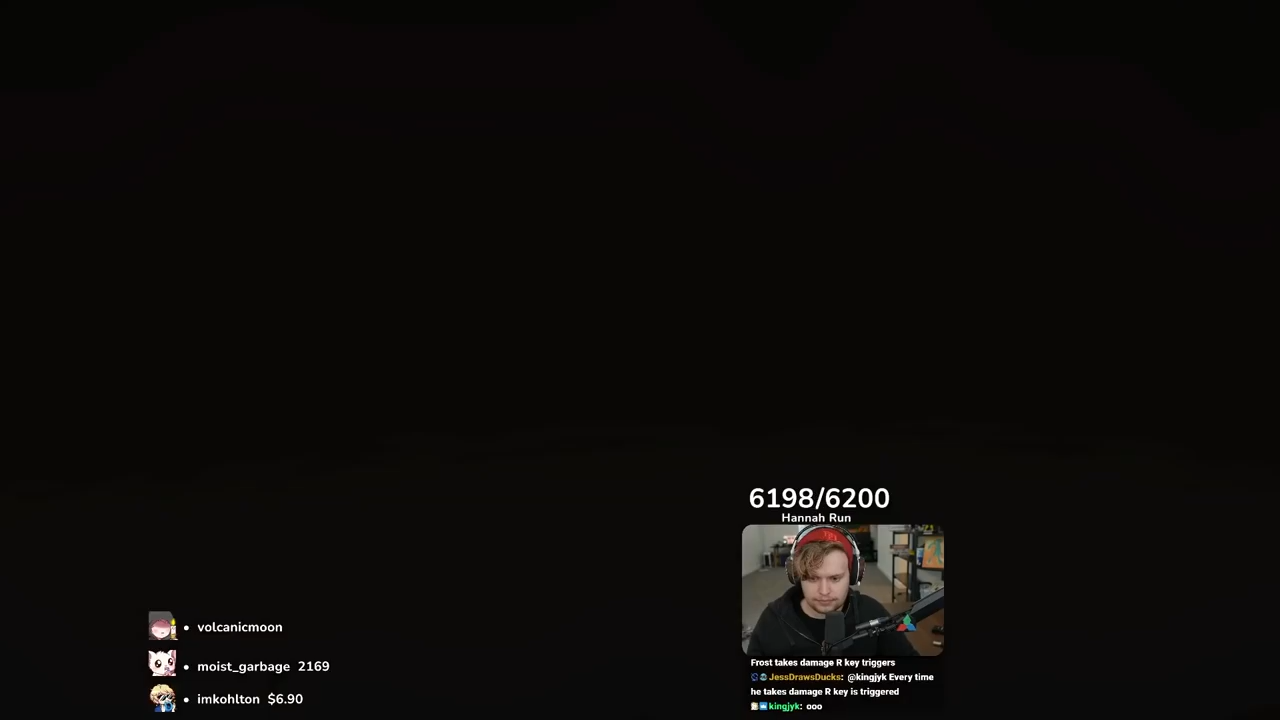 6198/6200
Hannah Run
volcanicmoon
moist_garbage 2169
imkohlton $6.90
Frost takes damage R key triggers
JessDrawsDucks: @kingjyk Every time
he takes damage R key is triggered
kingjyk: ooo